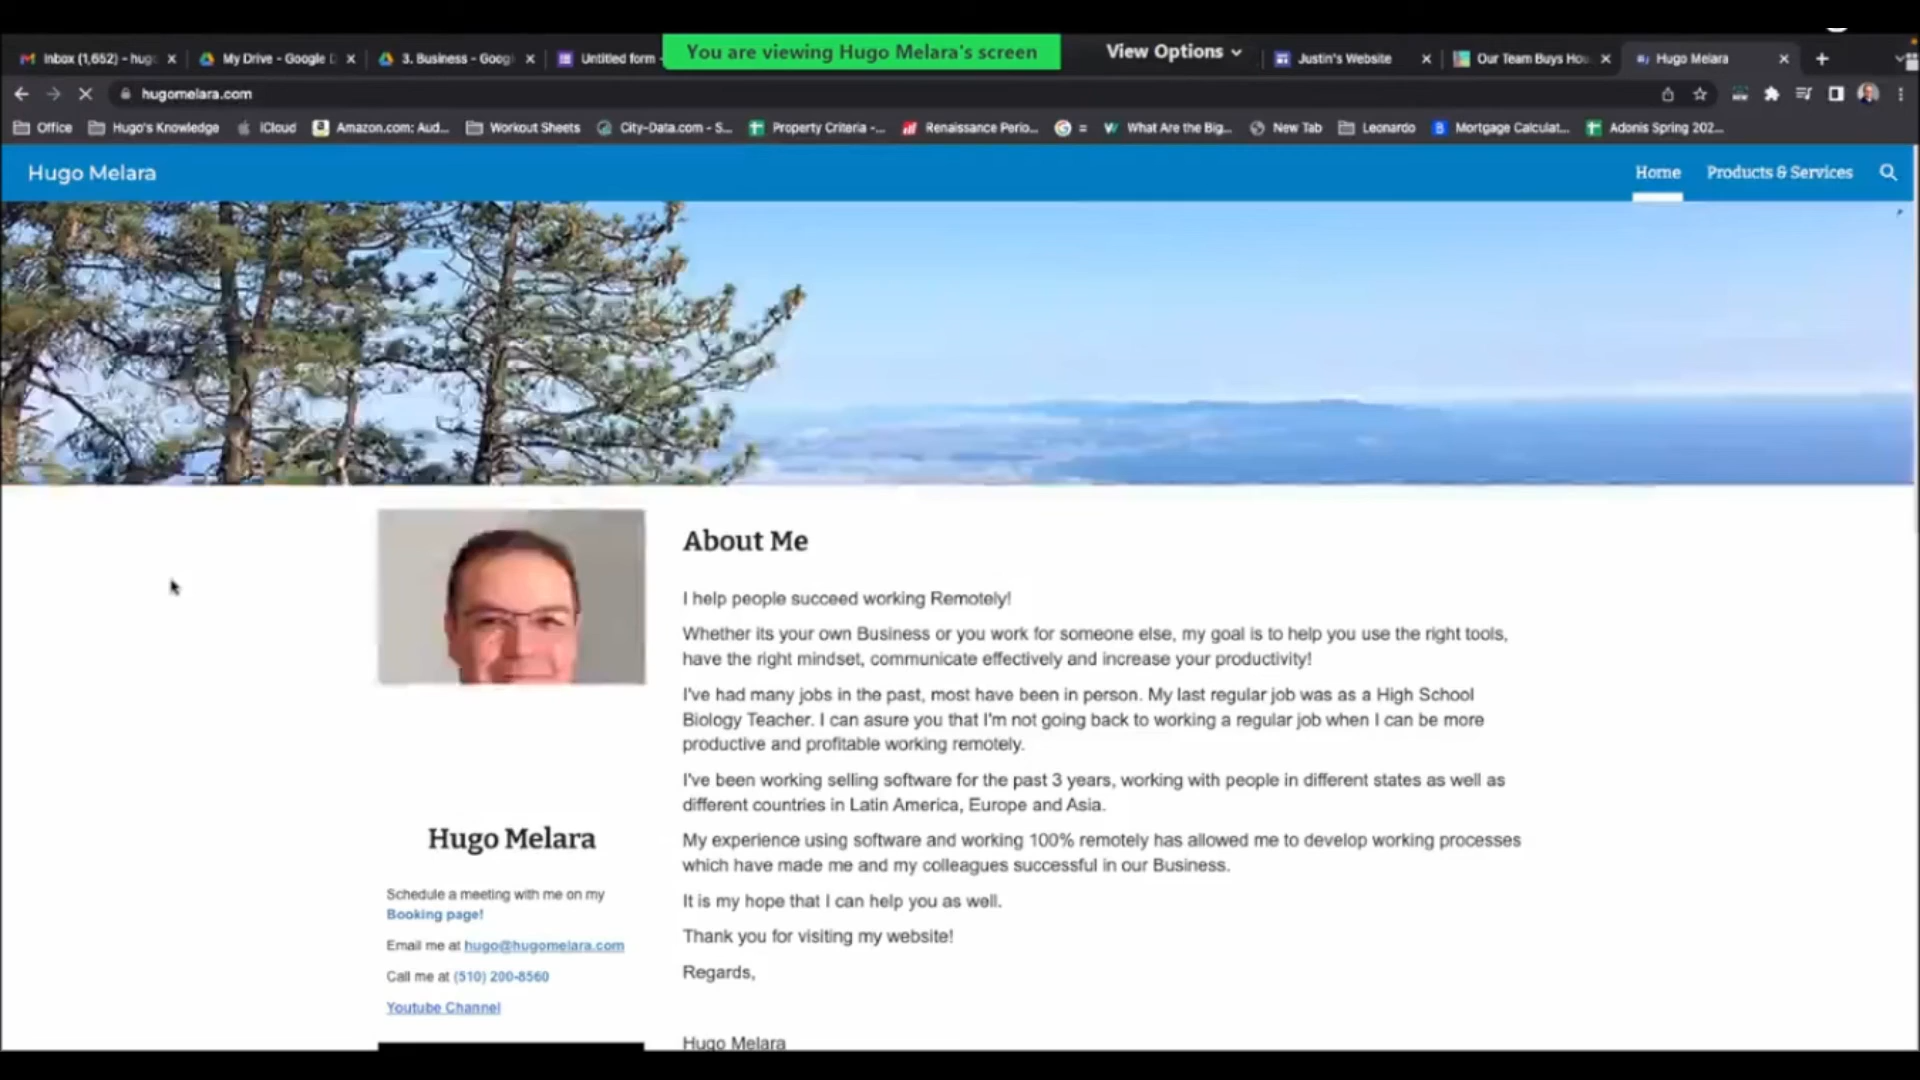 You are viewing Hugo Melara's screen
View Options
Inbox (1,652) - hug
My Drive - Google D
3. Business - Googl
Untitled form -
Justin's Website
Our Team Buys Hou
Hugo Melara
hugomelara.com
Office
Hugo's Knowledge
iCloud
Amazon.com: Aud...
Workout Sheets
City-Data.com - S...
Property Criteria -...
Renaissance Perio...
=
What Are the Big...
New Tab
Leonardo
Mortgage Calculat...
Adonis Spring 202...
Hugo Melara
Home
Products & Services
About Me
I help people succeed working Remotely!
Whether its your own Business or you work for someone else, my goal is to help you use the right tools,
have the right mindset, communicate effectively and increase your productivity!
I've had many jobs in the past, most have been in person. My last regular job was as a High School
Biology Teacher. I can asure you that I'm not going back to working a regular job when I can be more
productive and profitable working remotely.
I've been working selling software for the past 3 years, working with people in different states as well as
different countries in Latin America, Europe and Asia.
My experience using software and working 100% remotely has allowed me to develop working processes
which have made me and my colleagues successful in our Business.
It is my hope that I can help you as well.
Thank you for visiting my website!
Regards,
Hugo Melara
Hugo Melara
Schedule a meeting with me on my
Booking page!
Email me at hugo@hugomelara.com
Call me at (510) 200-8560
Youtube Channel